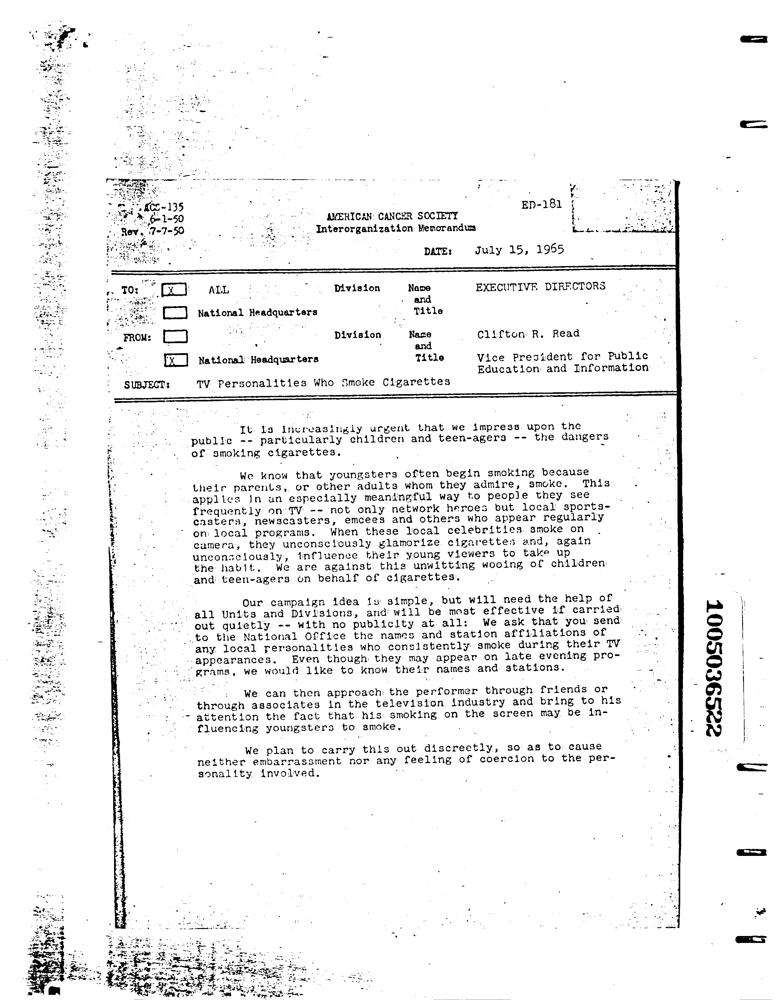 ACC-135
6-1-50
Rev. 7-7-50
ED-181
AMERICAN CANCER SOCIETY
Interorganization Memorandum
DATE: July 15, 1965
TO: X ALL Division Name and Title EXECUTIVE DIRECTORS
National Headquarters
FROM: Division Name and Title Clifton R. Read
X National Headquarters Vice President for Public
Education and Information
SUBJECT: TV Personalities Who Smoke Cigarettes
It is increasingly urgent that we impress upon the
public -- particularly children and teen-agers -- the dangers
of smoking cigarettes.
We know that youngsters often begin smoking because
their parents, or other adults whom they admire, smoke. This
applies in an especially meaningful way to people they see
frequently on TV -- not only network heroes but local sports-
casters, newscasters, emcees and others who appear regularly
on local programs. When these local celebrities smoke on
camera, they unconsciously glamorize cigarettes and, again
unconsciously, influence their young viewers to take up
the habit. We are against this unwitting wooing of children
and teen-agers on behalf of cigarettes.
Our campaign idea is simple, but will need the help of
all Units and Divisions, and will be most effective if carried
out quietly -- with no publicity at all: We ask that you send
to the National Office the names and station affiliations of
any local personalities who consistently smoke during their TV
appearances. Even though they may appear on late evening pro-
grams, we would like to know their names and stations.
We can then approach the performer through friends or
through associates in the television industry and bring to his
attention the fact that his smoking on the screen may be in-
fluencing youngsters to smoke.
We plan to carry this out discreetly, so as to cause
neither embarrassment nor any feeling of coercion to the per-
sonality involved.
1005036522